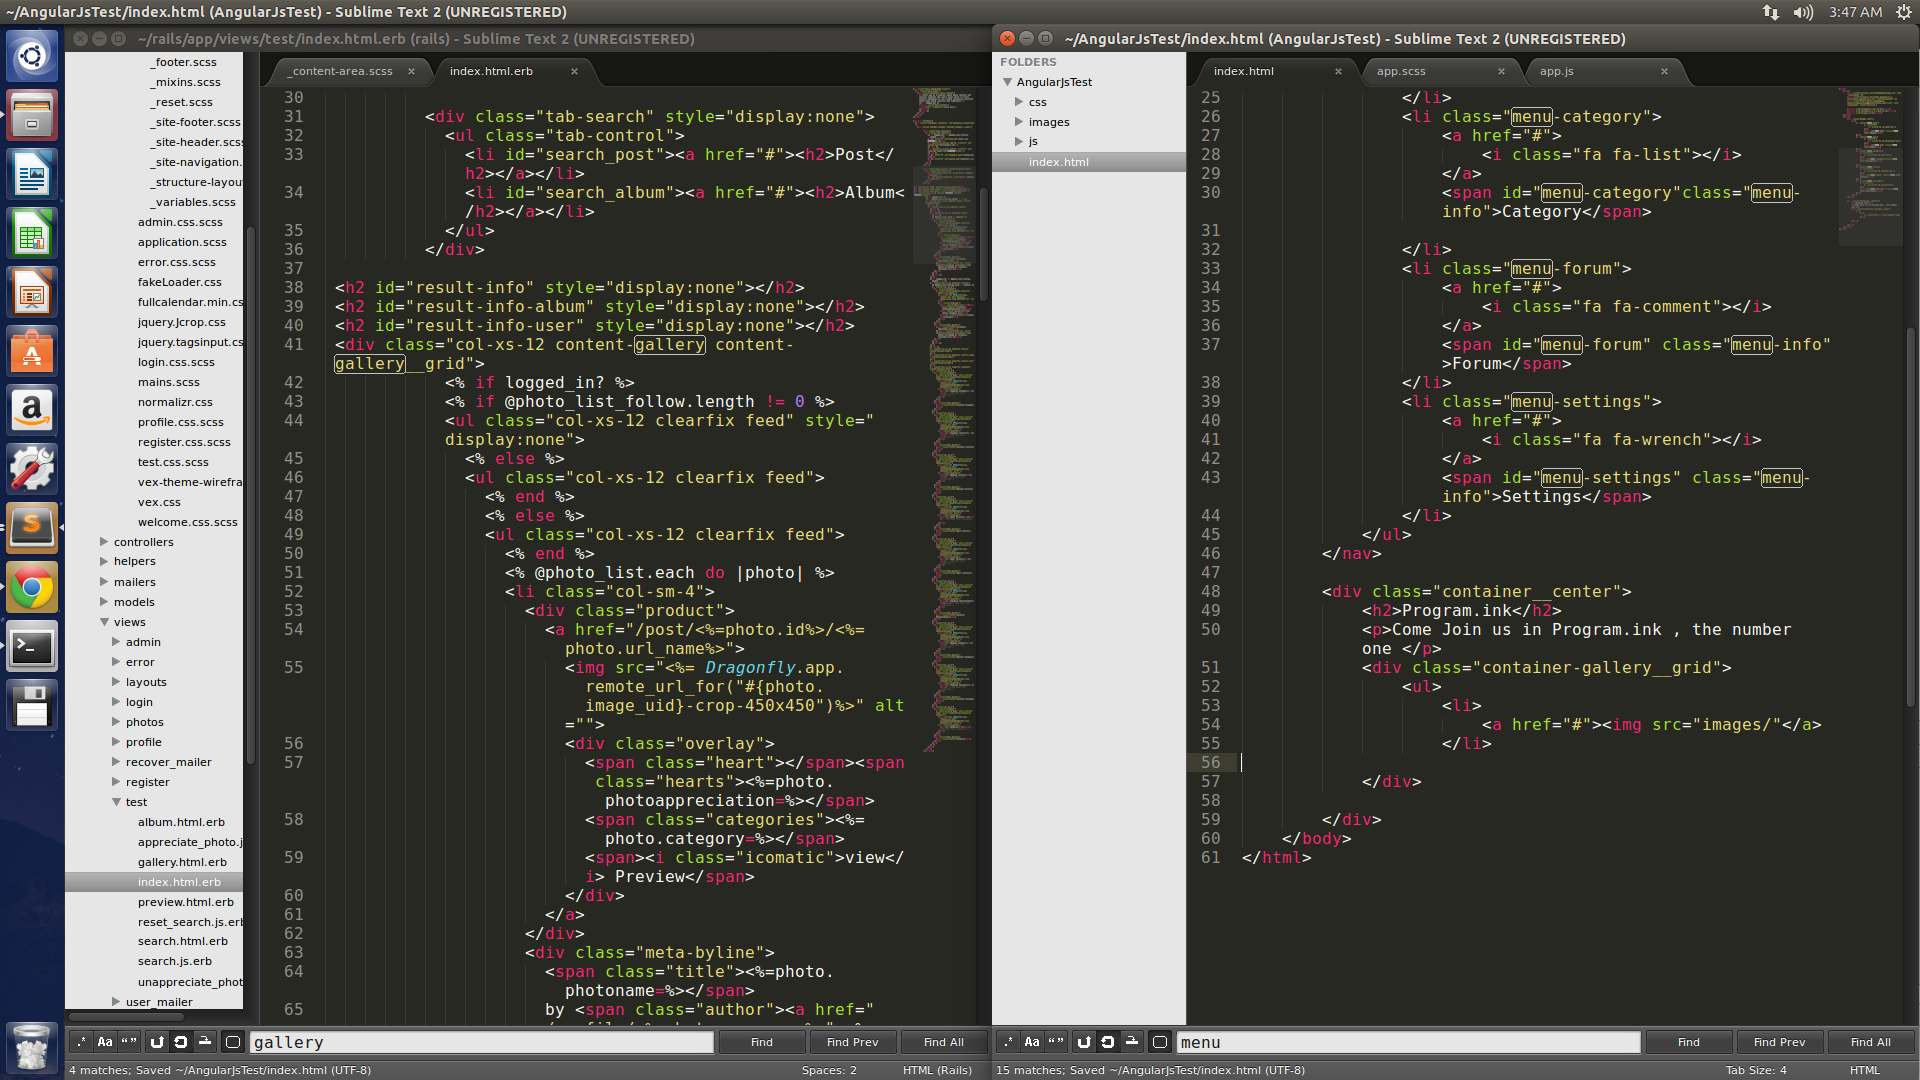 ~/AngularJsTest/index.html (AngularJsTest) - Sublime Text 2 (UNREGISTERED)
3:47 AM
~/rails/app/views/test/index.html.erb (rails) - Sublime Text 2 (UNREGISTERED)
_footer.scss
_mixins.scss
_reset.scss
_site-footer.scss
_site-header.scss
_site-navigation.
_structure-layou
_variables.scss
admin.css.scss
application.scss
error.css.scss
fakeLoader.css
fullcalendar.min.cs
jquery.Jcrop.css
jquery.tagsinput.cs
login.css.scss
mains.scss
normalizr.css
profile.css.scss
register.css.scss
test.css.scss
vex-theme-wirefra
vex.css
welcome.css.scss
controllers
helpers
mailers
models
views
admin
error
layouts
login
photos
profile
recover_mailer
register
test
album.html.erb
appreciate_photo.j
gallery.html.erb
index.html.erb
preview.html.erb
reset_search.js.erb
search.html.erb
search.js.erb
unappreciate_phot
user_mailer
_content-area.scss ×
index.html.erb ×
30
31 <div class="tab-search" style="display:none">
32 <ul class="tab-control">
33 <li id="search_post"><a href="#"><h2>Post</
h2></a></li>
34 <li id="search_album"><a href="#"><h2>Album<
/h2></a></li>
35 </ul>
36 </div>
37
38 <h2 id="result-info" style="display:none"></h2>
39 <h2 id="result-info-album" style="display:none"></h2>
40 <h2 id="result-info-user" style="display:none"></h2>
41 <div class="col-xs-12 content-gallery content-
gallery__grid">
42 <% if logged_in? %>
43 <% if @photo_list_follow.length != 0 %>
44 <ul class="col-xs-12 clearfix feed" style="
display:none">
45 <% else %>
46 <ul class="col-xs-12 clearfix feed">
47 <% end %>
48 <% else %>
49 <ul class="col-xs-12 clearfix feed">
50 <% end %>
51 <% @photo_list.each do |photo| %>
52 <li class="col-sm-4">
53 <div class="product">
54 <a href="/post/<%=photo.id%>/<%=
photo.url_name%>">
55 <img src="<%= Dragonfly.app.
remote_url_for("#{photo.
image_uid}-crop-450x450")%>" alt
="">
56 <div class="overlay">
57 <span class="heart"></span><span
class="hearts"><%=photo.
photoappreciation=%></span>
58 <span class="categories"><%=
photo.category=%></span>
59 <span><i class="icomatic">view</
i> Preview</span>
60 </div>
61 </a>
62 </div>
63 <div class="meta-byline">
64 <span class="title"><%=photo.
photoname=%></span>
65 by <span class="author"><a href="
.* Aa “ ” gallery Find Find Prev Find All
4 matches; Saved ~/AngularJsTest/index.html (UTF-8) Spaces: 2 HTML (Rails)
~/AngularJsTest/index.html (AngularJsTest) - Sublime Text 2 (UNREGISTERED)
FOLDERS
AngularJsTest
css
images
js
index.html
index.html ×
app.scss ×
app.js ×
25 </li>
26 <li class="menu-category">
27 <a href="#">
28 <i class="fa fa-list"></i>
29 </a>
30 <span id="menu-category"class="menu-
info">Category</span>
31
32 </li>
33 <li class="menu-forum">
34 <a href="#">
35 <i class="fa fa-comment"></i>
36 </a>
37 <span id="menu-forum" class="menu-info"
>Forum</span>
38 </li>
39 <li class="menu-settings">
40 <a href="#">
41 <i class="fa fa-wrench"></i>
42 </a>
43 <span id="menu-settings" class="menu-
info">Settings</span>
44 </li>
45 </ul>
46 </nav>
47
48 <div class="container__center">
49 <h2>Program.ink</h2>
50 <p>Come Join us in Program.ink , the number
one </p>
51 <div class="container-gallery__grid">
52 <ul>
53 <li>
54 <a href="#"><img src="images/"</a>
55 </li>
56
57 </div>
58
59 </div>
60 </body>
61 </html>
.* Aa “ ” menu Find Find Prev Find All
15 matches; Saved ~/AngularJsTest/index.html (UTF-8) Tab Size: 4 HTML